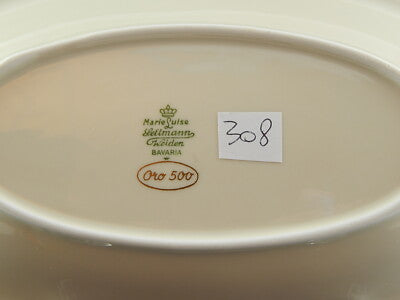 Marie Luise
Seltmann
Weiden
BAVARIA
Oro 500
308